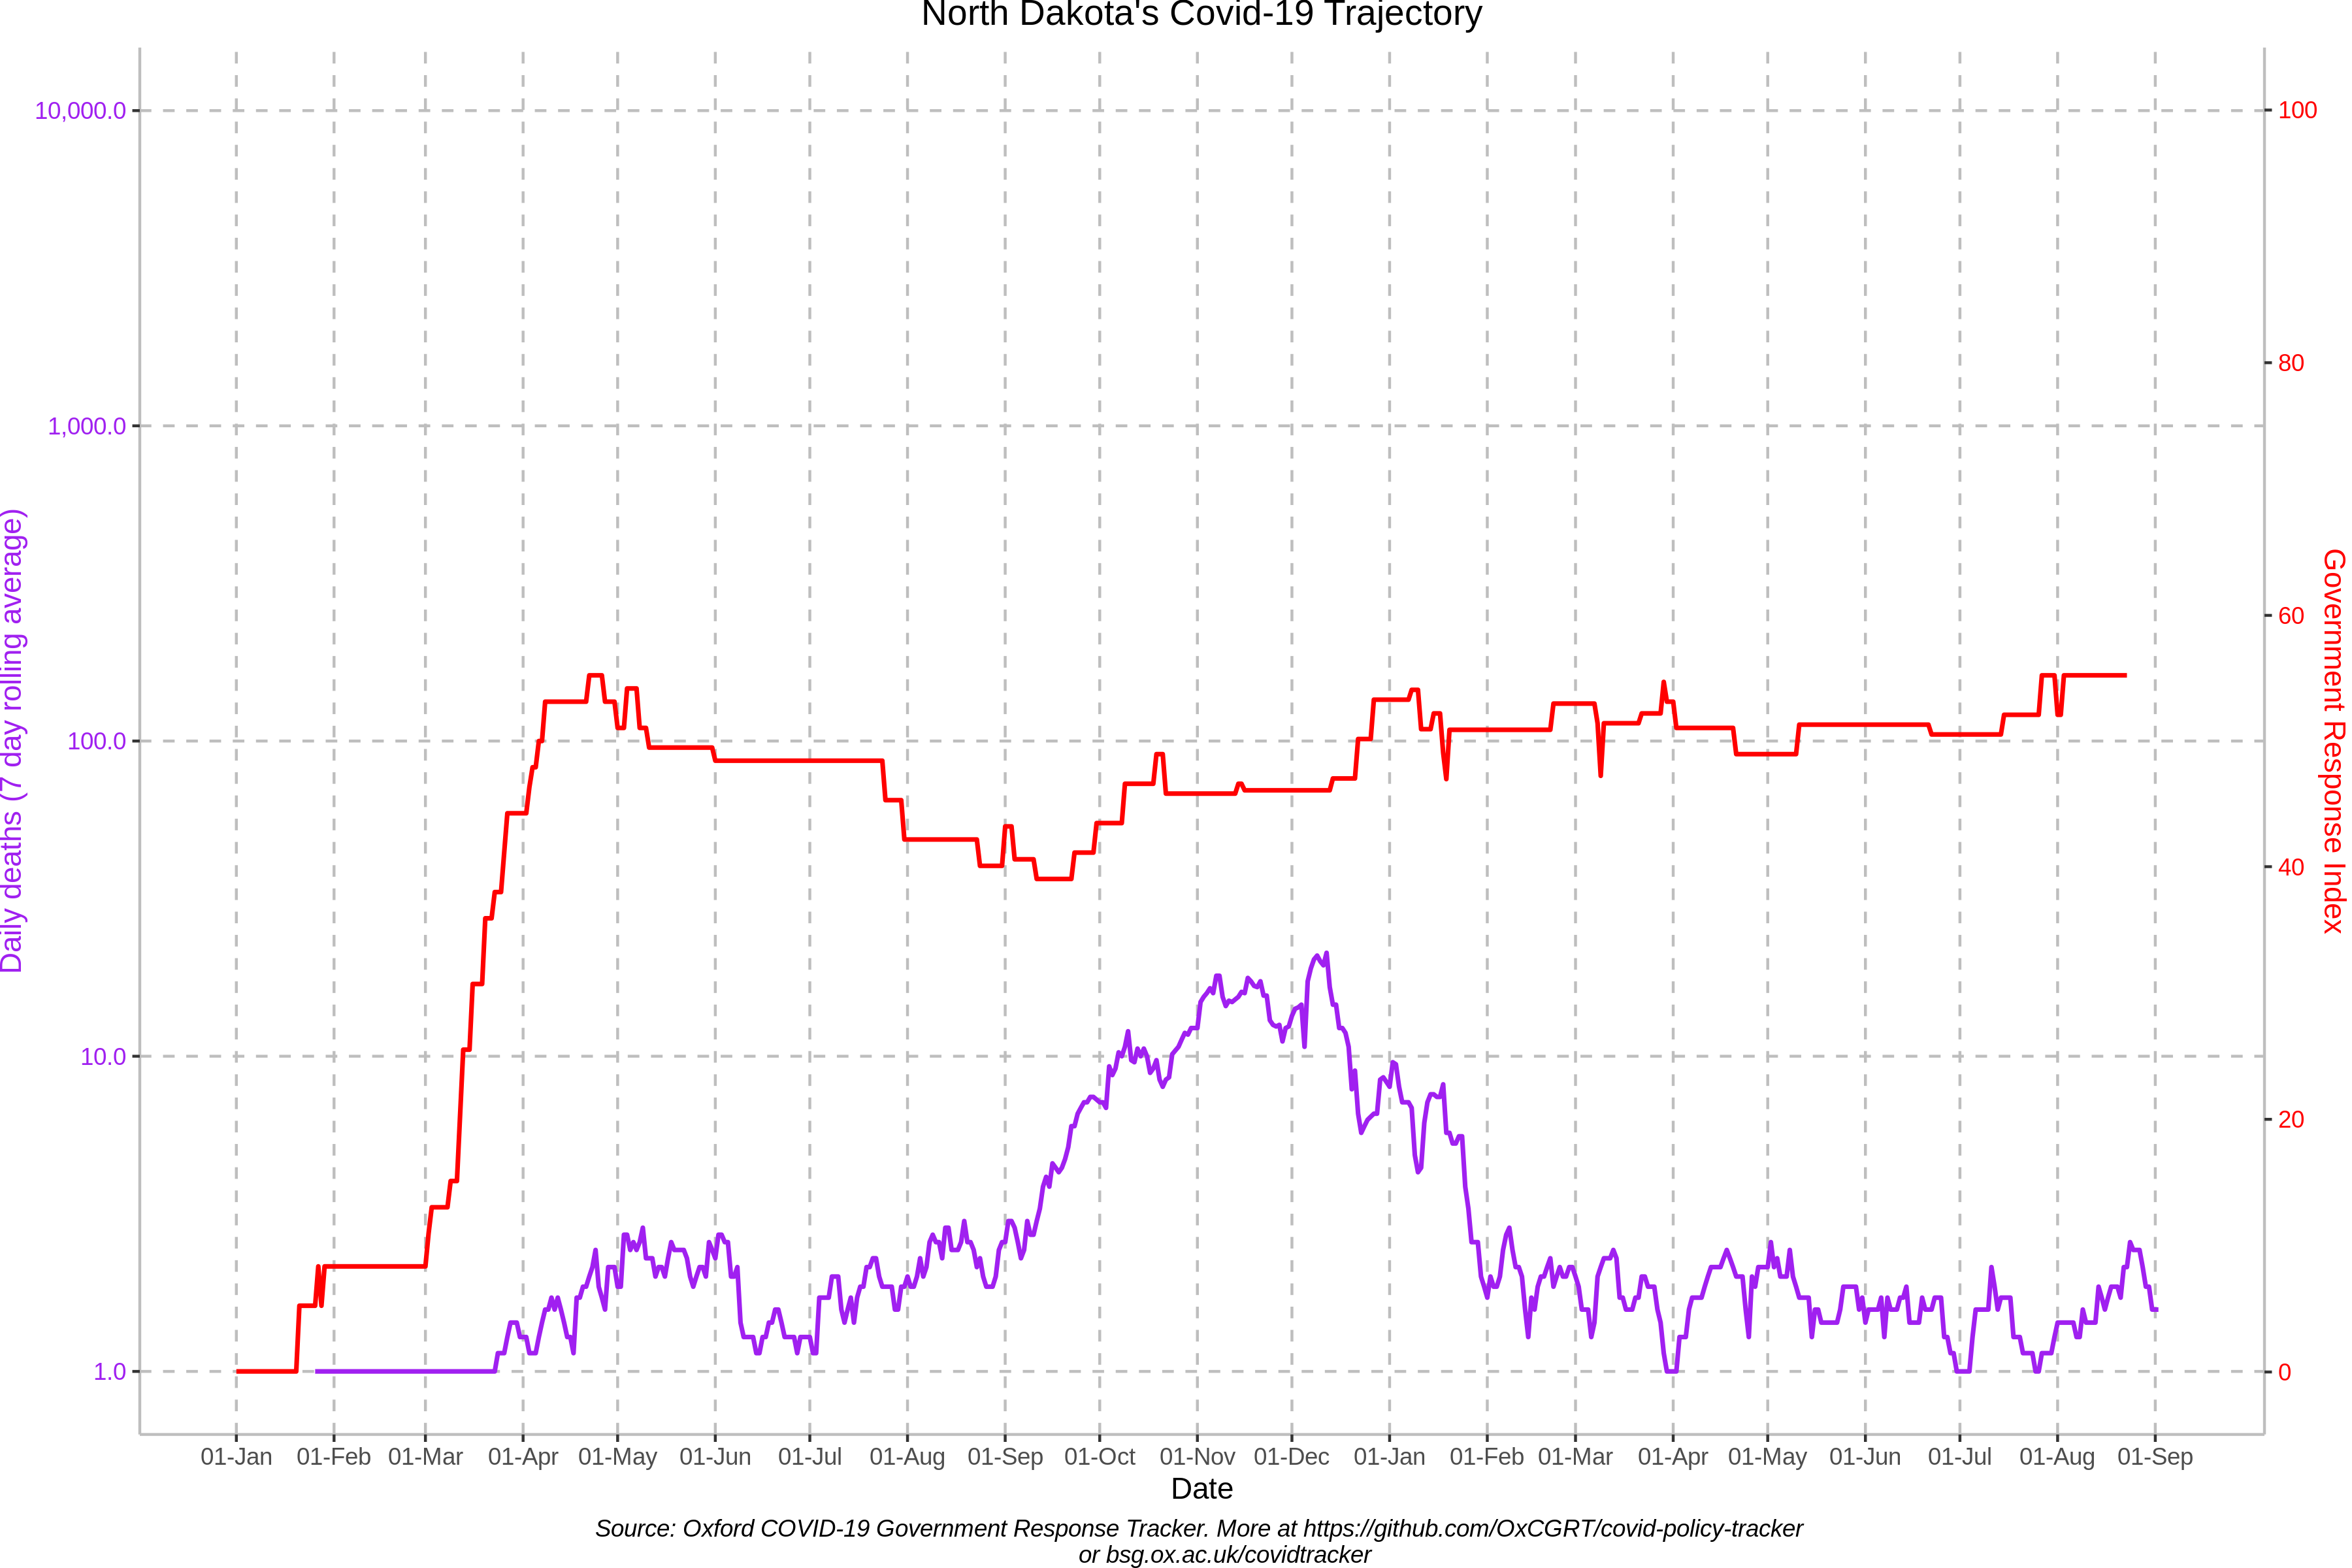 North Dakota's Covid-19 Trajectory
10,000.0
1,000.0
100.0
10.0
1.0
Daily deaths (7 day rolling average)
100
80
60
40
20
0
Government Response Index
01-Jan 01-Feb 01-Mar 01-Apr 01-May 01-Jun 01-Jul 01-Aug 01-Sep 01-Oct 01-Nov 01-Dec 01-Jan 01-Feb 01-Mar 01-Apr 01-May 01-Jun 01-Jul 01-Aug 01-Sep
Date
Source: Oxford COVID-19 Government Response Tracker. More at https://github.com/OxCGRT/covid-policy-tracker
or bsg.ox.ac.uk/covidtracker